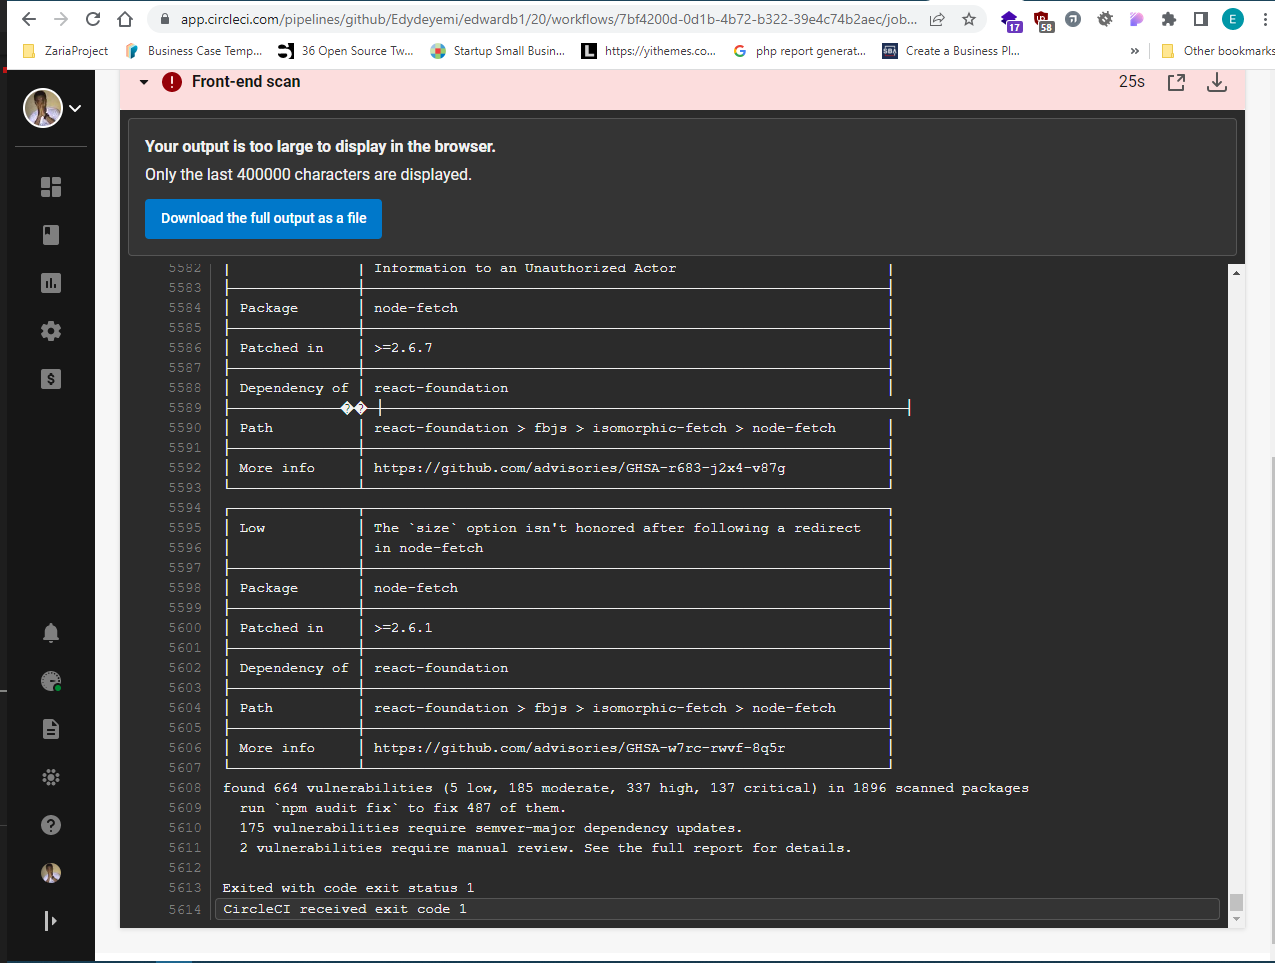 app.circleci.com/pipelines/github/Edydeyemi/edwardb1/20/workflows/7bf4200d-0d1b-4b72-b322-39e4c74b2aec/job...
17
58
E
ZariaProject
Business Case Temp...
36 Open Source Tw...
Startup Small Busin...
L
https://yithemes.co...
G
php report generat...
SBA
Create a Business Pl...
»
Other bookmarks
Front-end scan
25s
Your output is too large to display in the browser.
Only the last 400000 characters are displayed.
Download the full output as a file
5582 Information to an Unauthorized Actor
5583
5584 Package node-fetch
5585
5586 Patched in >=2.6.7
5587
5588 Dependency of react-foundation
5589 ��
5590 Path react-foundation > fbjs > isomorphic-fetch > node-fetch
5591
5592 More info https://github.com/advisories/GHSA-r683-j2x4-v87g
5593
5594
5595 Low The `size` option isn't honored after following a redirect
5596 in node-fetch
5597
5598 Package node-fetch
5599
5600 Patched in >=2.6.1
5601
5602 Dependency of react-foundation
5603
5604 Path react-foundation > fbjs > isomorphic-fetch > node-fetch
5605
5606 More info https://github.com/advisories/GHSA-w7rc-rwvf-8q5r
5607
5608 found 664 vulnerabilities (5 low, 185 moderate, 337 high, 137 critical) in 1896 scanned packages
5609 run `npm audit fix` to fix 487 of them.
5610 175 vulnerabilities require semver-major dependency updates.
5611 2 vulnerabilities require manual review. See the full report for details.
5612
5613 Exited with code exit status 1
5614 CircleCI received exit code 1